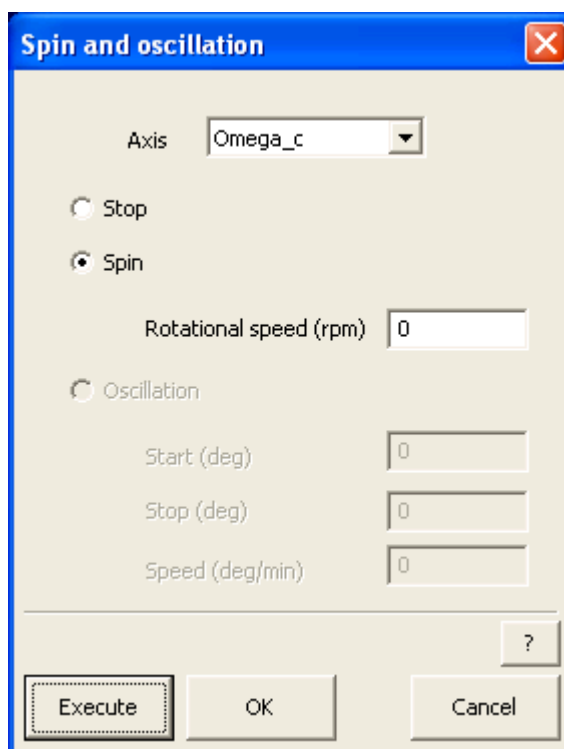 Spin and oscillation
Axis Omega_c
Stop
Spin
Rotational speed (rpm) 0
Oscillation
Start (deg) 0
Stop (deg) 0
Speed (deg/min) 0
?
Execute OK Cancel